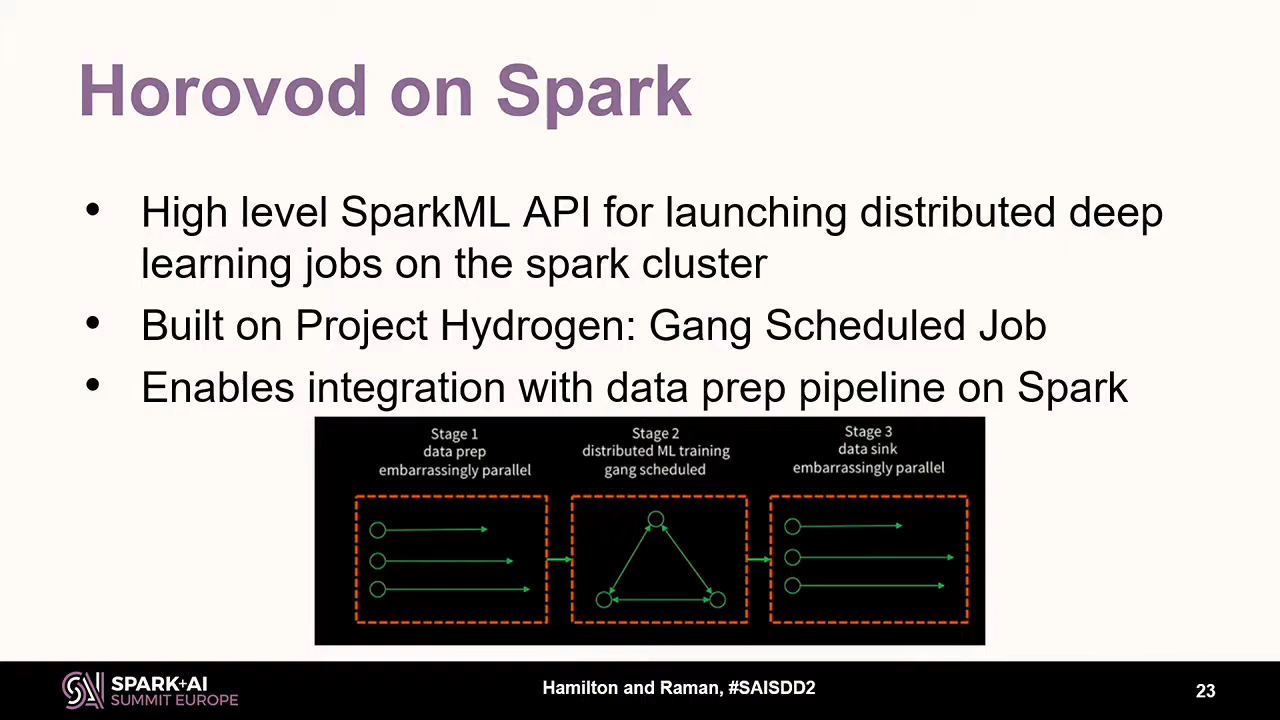 Horovod on Spark
• High level SparkML API for launching distributed deep
learning jobs on the spark cluster
• Built on Project Hydrogen: Gang Scheduled Job
• Enables integration with data prep pipeline on Spark
Stage 1
data prep
embarrassingly parallel
Stage 2
distributed ML training
gang scheduled
Stage 3
data sink
embarrassingly parallel
SPARK+AI
SUMMIT EUROPE
Hamilton and Raman, #SAISDD2
23